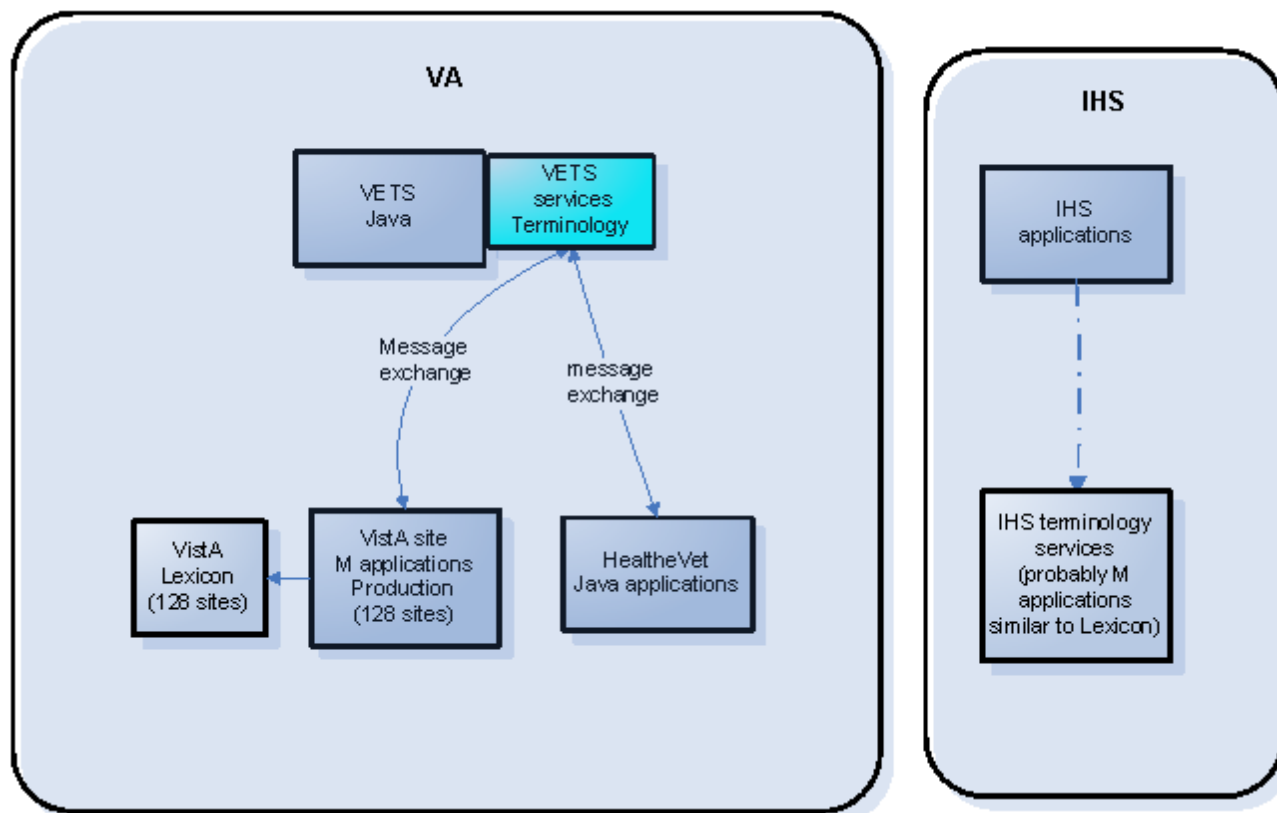 VA
VETS
Java
VETS
services
Terminology
Message
exchange
message
exchange
VistA
Lexicon
(128 sites)
VistA site
M applications
Production
(128 sites)
HealtheVet
Java applications
IHS
IHS
applications
IHS terminology
services
(probably M
applications
similar to Lexicon)